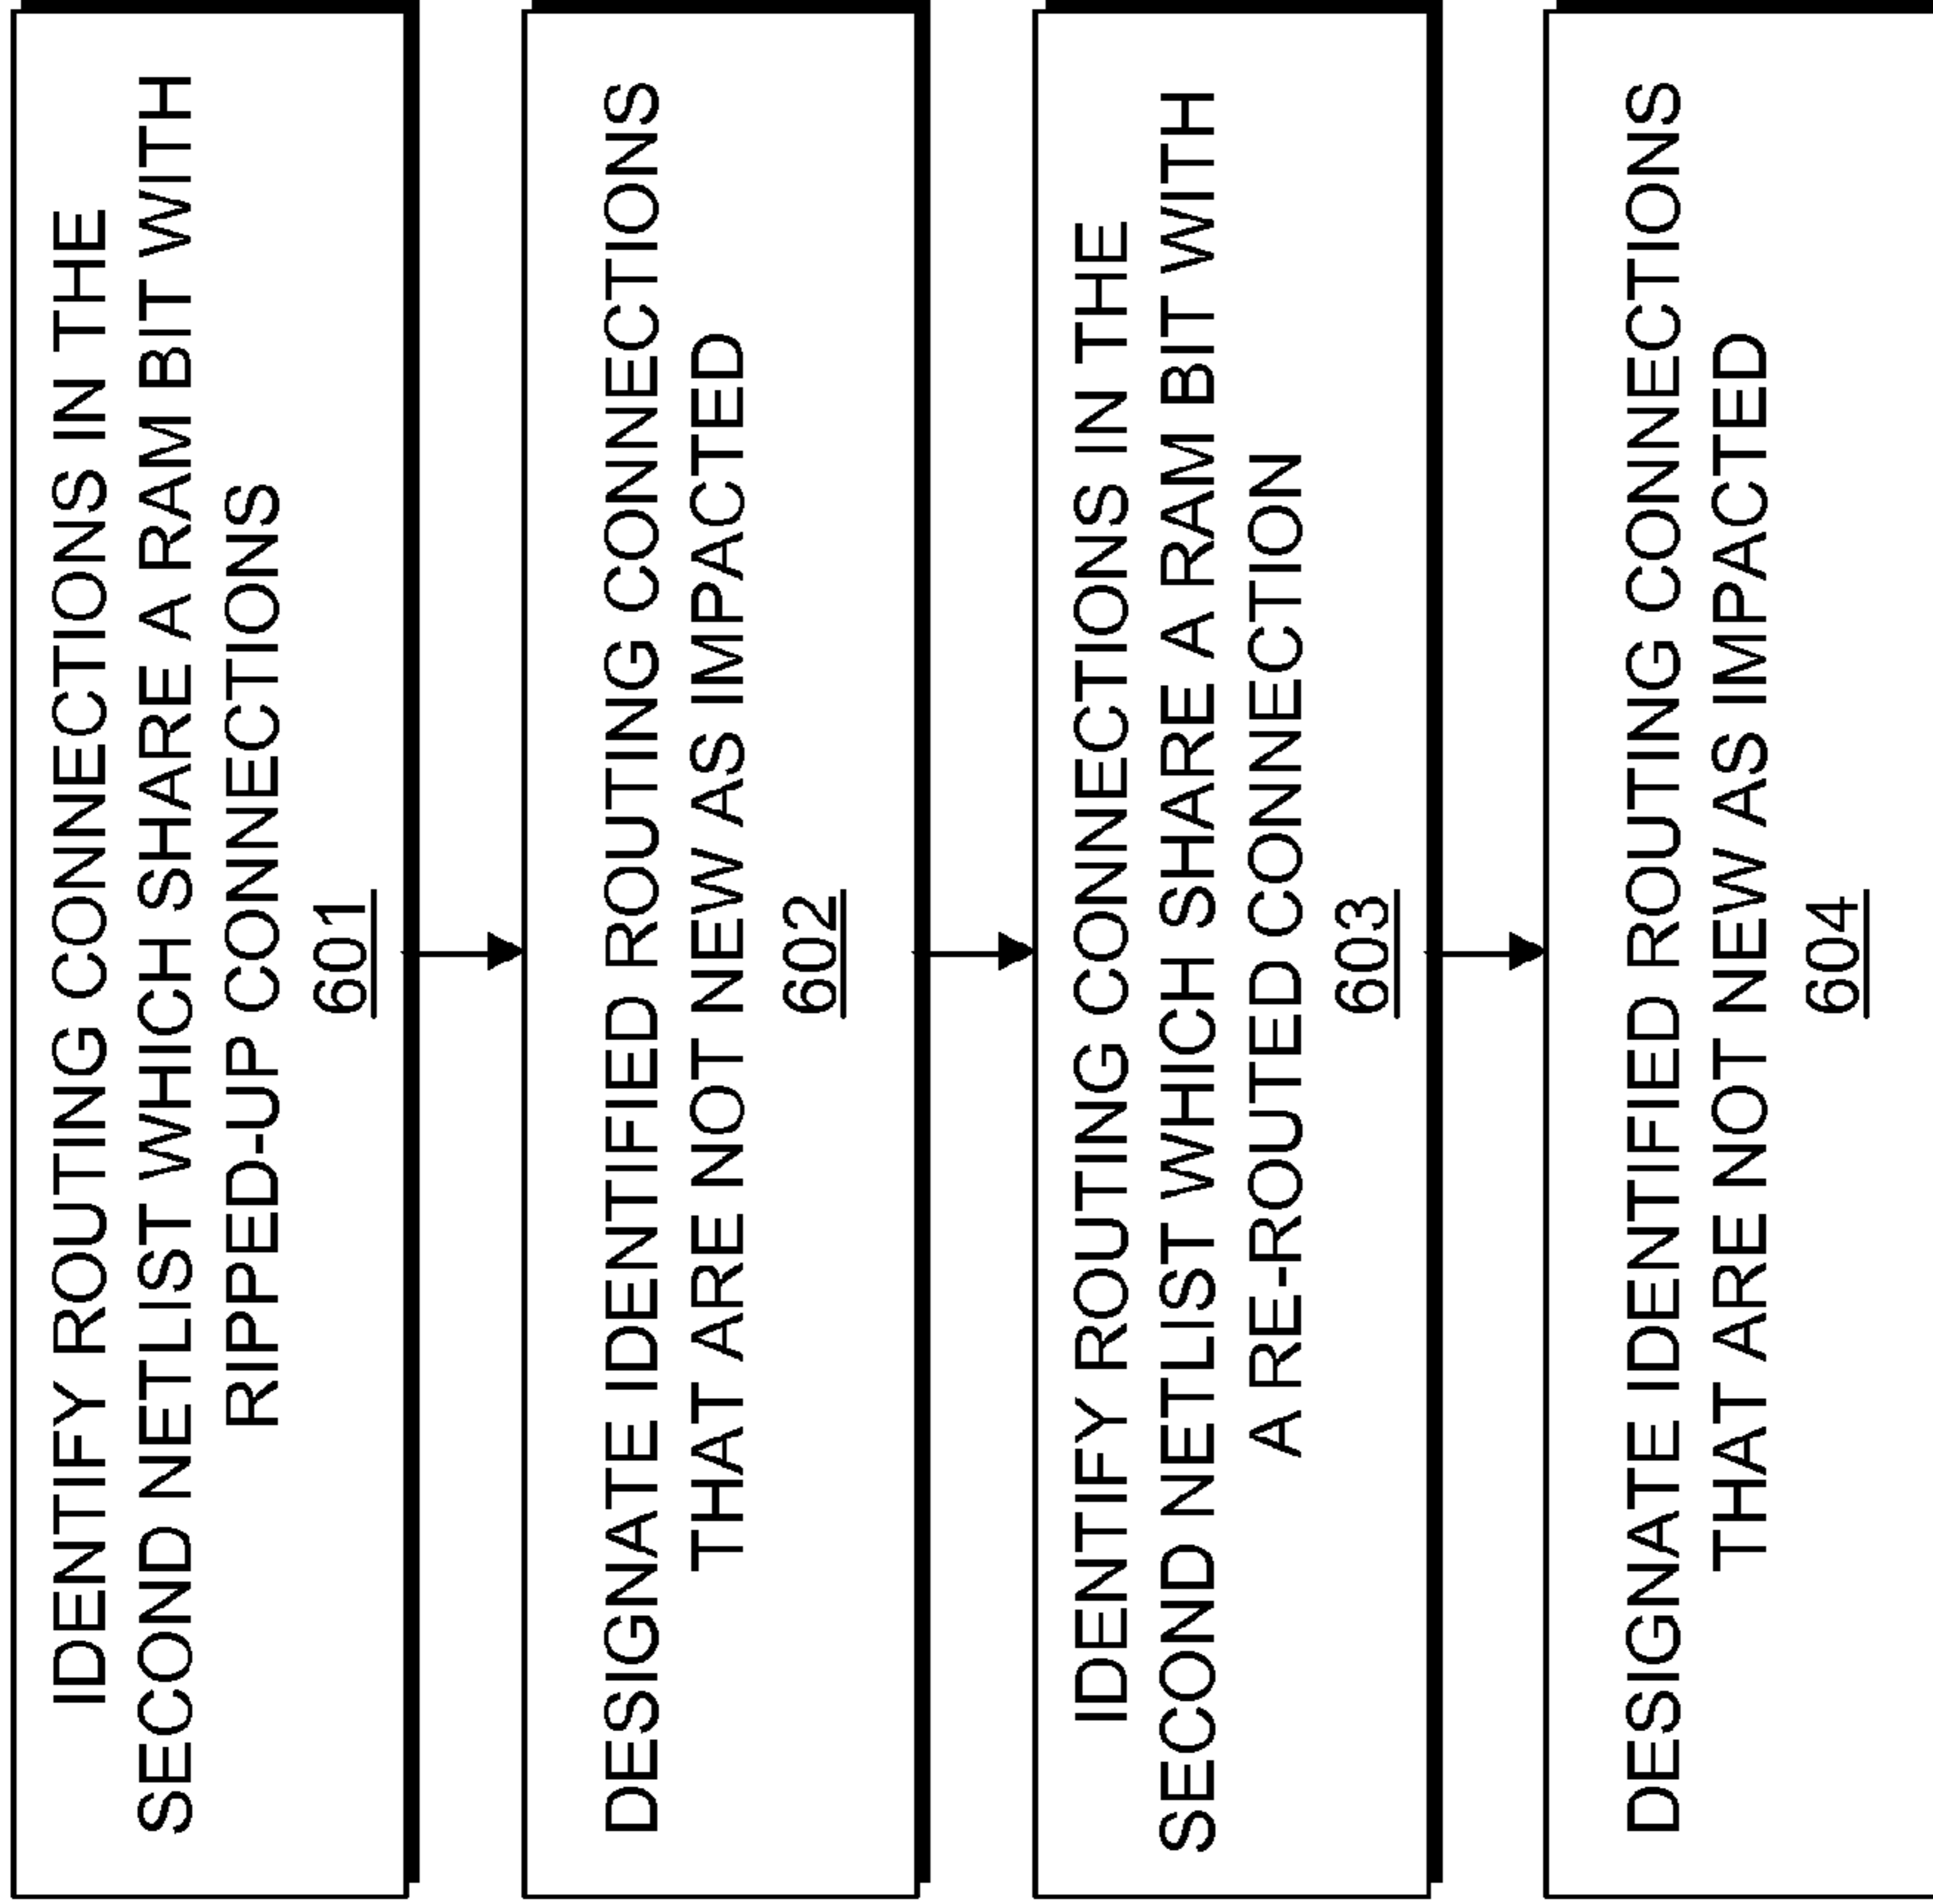 IDENTIFY ROUTING CONNECTIONS IN THE
SECOND NETLIST WHICH SHARE A RAM BIT WITH
RIPPED-UP CONNECTIONS
601
DESIGNATE IDENTIFIED ROUTING CONNECTIONS
THAT ARE NOT NEW AS IMPACTED
602
IDENTIFY ROUTING CONNECTIONS IN THE
SECOND NETLIST WHICH SHARE A RAM BIT WITH
A RE-ROUTED CONNECTION
603
DESIGNATE IDENTIFIED ROUTING CONNECTIONS
THAT ARE NOT NEW AS IMPACTED
604